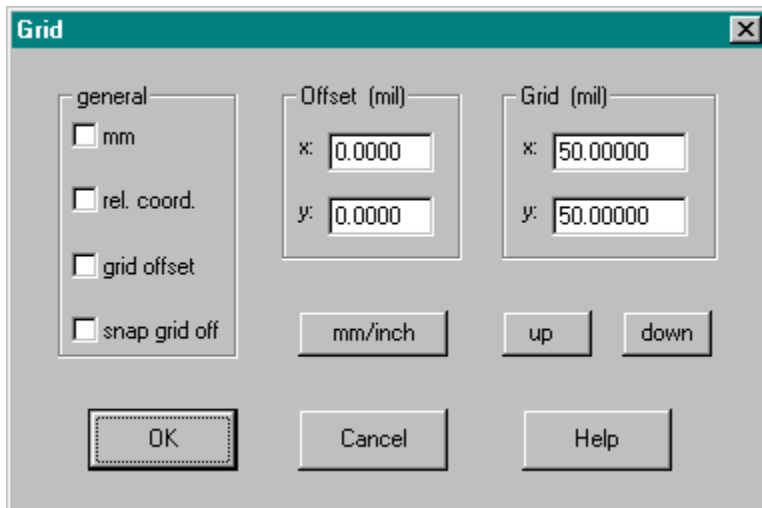 Grid
general
mm
rel. coord.
grid offset
snap grid off
Offset (mil)
x: 0.0000
y: 0.0000
Grid (mil)
x: 50.00000
y: 50.00000
mm/inch
up
down
OK
Cancel
Help